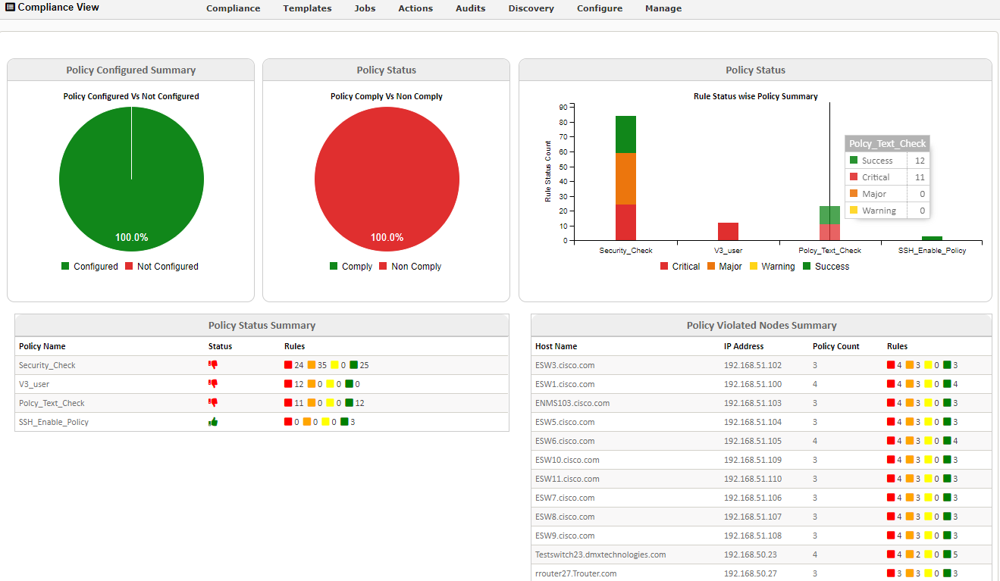 Compliance View
Compliance Templates Jobs Actions Audits Discovery Configure Manage
Policy Configured Summary
Policy Configured Vs Not Configured
100.0%
Configured Not Configured
Policy Status
Policy Comply Vs Non Comply
100.0%
Comply Non Comply
Policy Status
Rule Status wise Policy Summary
Rule Status Count
90
80
70
60
50
40
30
20
10
0
Polcy_Text_Check
Success 12
Critical 11
Major 0
Warning 0
Security_Check V3_user Polcy_Text_Check SSH_Enable_Policy
Critical Major Warning Success
Policy Status Summary
Policy Name Status Rules
Security_Check 24 35 0 25
V3_user 12 0 0 0
Polcy_Text_Check 11 0 0 12
SSH_Enable_Policy 0 0 0 3
Policy Violated Nodes Summary
Host Name IP Address Policy Count Rules
ESW3.cisco.com 192.168.51.102 3 4 3 0 3
ESW1.cisco.com 192.168.51.100 4 4 3 0 4
ENMS103.cisco.com 192.168.51.103 3 4 3 0 3
ESW5.cisco.com 192.168.51.104 3 4 3 0 3
ESW6.cisco.com 192.168.51.105 4 4 3 0 4
ESW10.cisco.com 192.168.51.109 3 4 3 0 3
ESW11.cisco.com 192.168.51.110 3 4 3 0 3
ESW7.cisco.com 192.168.51.106 3 4 3 0 3
ESW8.cisco.com 192.168.51.107 3 4 3 0 3
ESW9.cisco.com 192.168.51.108 3 4 3 0 3
Testswitch23.dmxtechnologies.com 192.168.50.23 4 4 2 0 5
rrouter27.Trouter.com 192.168.50.27 3 3 3 0 3